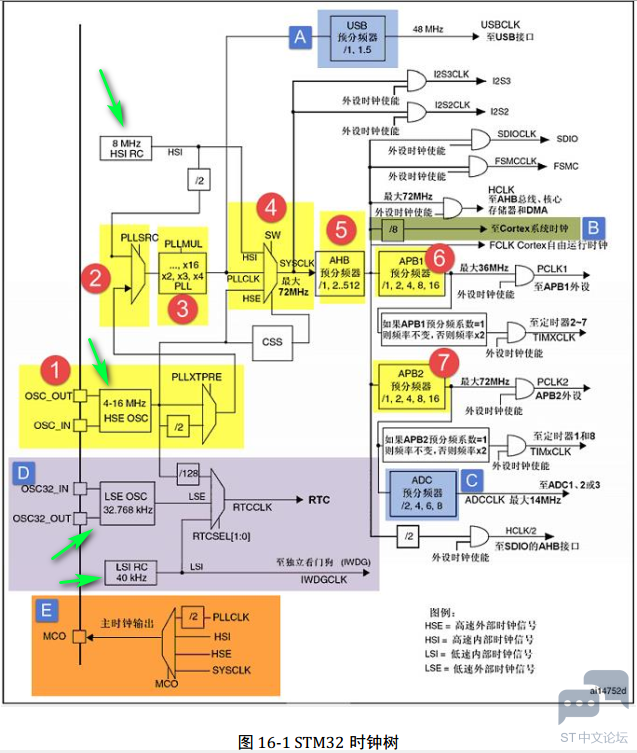 A
USB
预分频器
/1, 1.5
48 MHz
USBCLK
至USB接口
I2S3CLK
I2S3
外设时钟使能
I2S2CLK
I2S2
外设时钟使能
8 MHz
HSI RC
HSI
SDIOCLK
SDIO
外设时钟使能
FSMCCLK
FSMC
外设时钟使能
/2
4
最大72MHz
HCLK
至AHB总线、核心
存储器和DMA
外设时钟使能
5
/8
至Cortex系统时钟
B
FCLK Cortex自由运行时钟
2
PLLSRC
PLLMUL
..., x16
x2, x3, x4
PLL
3
SW
HSI
PLLCLK
HSE
SYSCLK
最大
72MHz
AHB
预分频器
/1, 2..512
APB1
预分频器
/1, 2, 4, 8, 16
6
最大36MHz
PCLK1
至APB1外设
外设时钟使能
CSS
如果APB1预分频系数=1
则频率不变，否则频率x2
至定时器2~7
TIMXCLK
外设时钟使能
1
OSC_OUT
OSC_IN
4-16 MHz
HSE OSC
PLLXTPRE
/2
7
APB2
预分频器
/1, 2, 4, 8, 16
最大72MHz
PCLK2
APB2外设
外设时钟使能
如果APB2预分频系数=1
则频率不变，否则频率x2
至定时器1和8
TIMxCLK
外设时钟使能
D
/128
OSC32_IN
OSC32_OUT
LSE OSC
32.768 kHz
LSE
RTCCLK
RTC
RTCSEL[1:0]
ADC
预分频器
/2, 4, 6, 8
C
至ADC1、2或3
ADCCLK 最大14MHz
LSI RC
40 kHz
LSI
至独立看门狗 (IWDG)
IWDGCLK
/2
HCLK/2
至SDIO的AHB接口
外设时钟使能
E
MCO
主时钟输出
/2
PLLCLK
HSI
HSE
SYSCLK
MCO
图例：
HSE = 高速外部时钟信号
HSI = 高速内部时钟信号
LSI = 低速内部时钟信号
LSE = 低速外部时钟信号
ai14752d
ST 中文论坛
图 16-1 STM32 时钟树